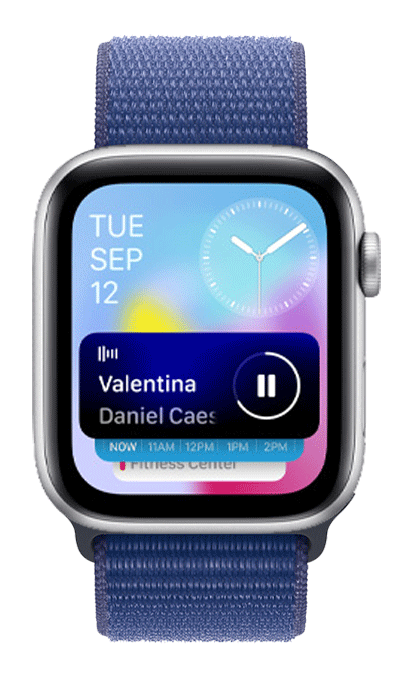 TUE
SEP
12
Valentina
Daniel Caes
NOW 11AM 12PM 1PM 2PM
Fitness Center